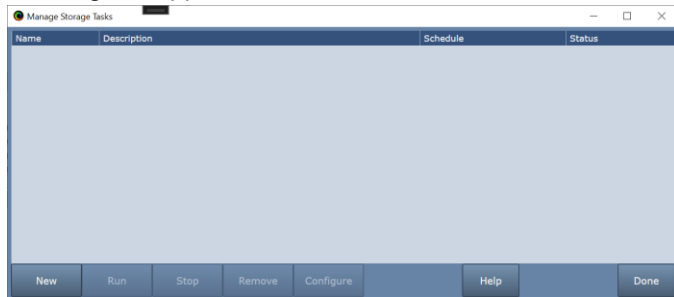 Manage Storage Tasks
Name Description Schedule Status
New Run Stop Remove Configure Help Done